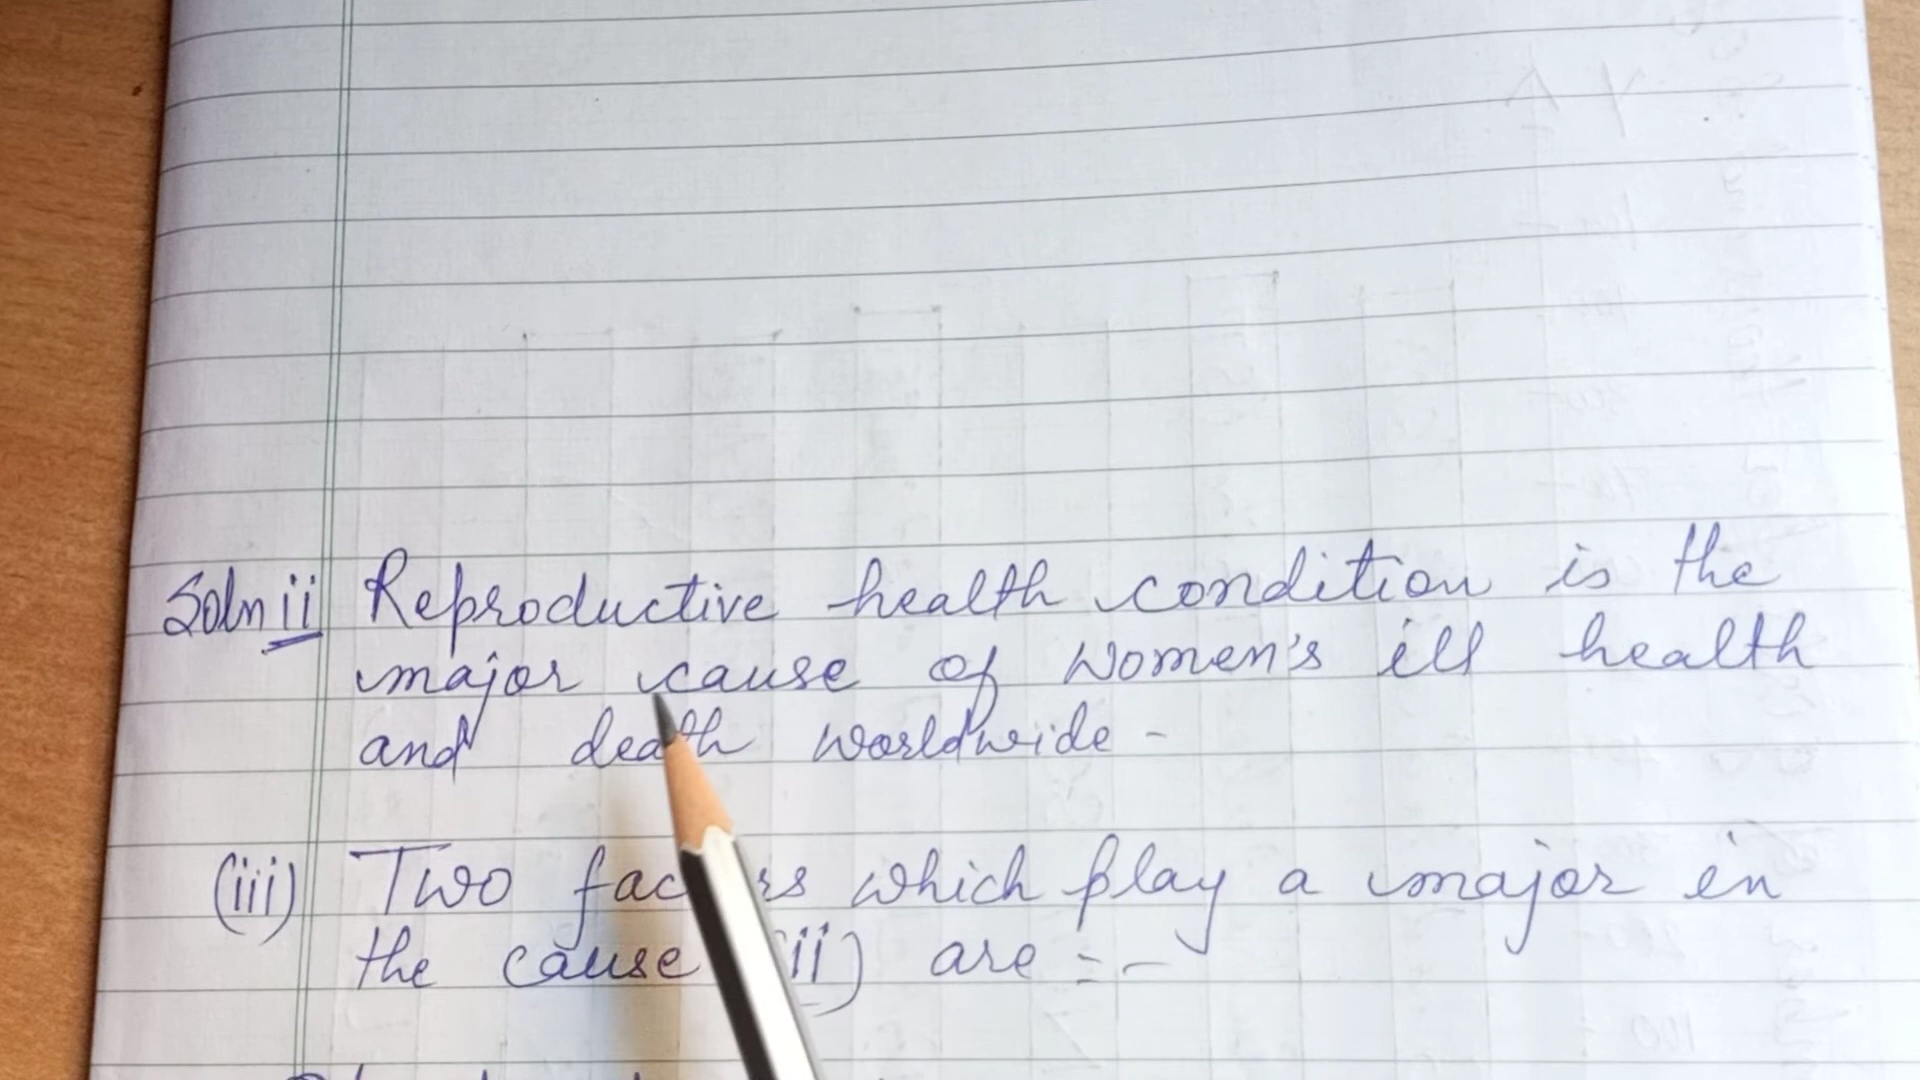 Soln ii Reproductive health condition is the
major cause of women's ill health
and death worldwide -
(iii) Two which play a major in
the cause ii) are :-